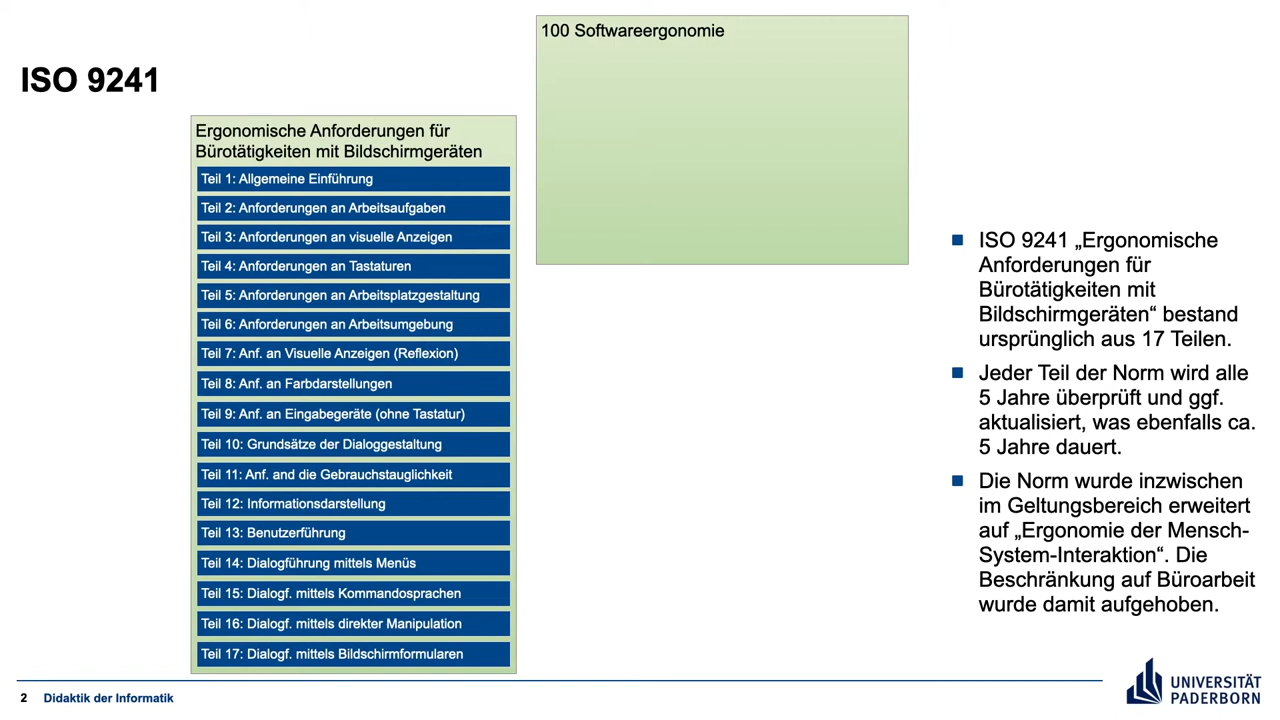 ISO 9241
Ergonomische Anforderungen für
Bürotätigkeiten mit Bildschirmgeräten
Teil 1: Allgemeine Einführung
Teil 2: Anforderungen an Arbeitsaufgaben
Teil 3: Anforderungen an visuelle Anzeigen
Teil 4: Anforderungen an Tastaturen
Teil 5: Anforderungen an Arbeitsplatzgestaltung
Teil 6: Anforderungen an Arbeitsumgebung
Teil 7: Anf. an Visuelle Anzeigen (Reflexion)
Teil 8: Anf. an Farbdarstellungen
Teil 9: Anf. an Eingabegeräte (ohne Tastatur)
Teil 10: Grundsätze der Dialoggestaltung
Teil 11: Anf. and die Gebrauchstauglichkeit
Teil 12: Informationsdarstellung
Teil 13: Benutzerführung
Teil 14: Dialogführung mittels Menüs
Teil 15: Dialogf. mittels Kommandosprachen
Teil 16: Dialogf. mittels direkter Manipulation
Teil 17: Dialogf. mittels Bildschirmformularen
100 Softwareergonomie
ISO 9241 „Ergonomische
Anforderungen für
Bürotätigkeiten mit
Bildschirmgeräten“ bestand
ursprünglich aus 17 Teilen.
Jeder Teil der Norm wird alle
5 Jahre überprüft und ggf.
aktualisiert, was ebenfalls ca.
5 Jahre dauert.
Die Norm wurde inzwischen
im Geltungsbereich erweitert
auf „Ergonomie der Mensch-
System-Interaktion“. Die
Beschränkung auf Büroarbeit
wurde damit aufgehoben.
2 Didaktik der Informatik
UNIVERSITÄT
PADERBORN